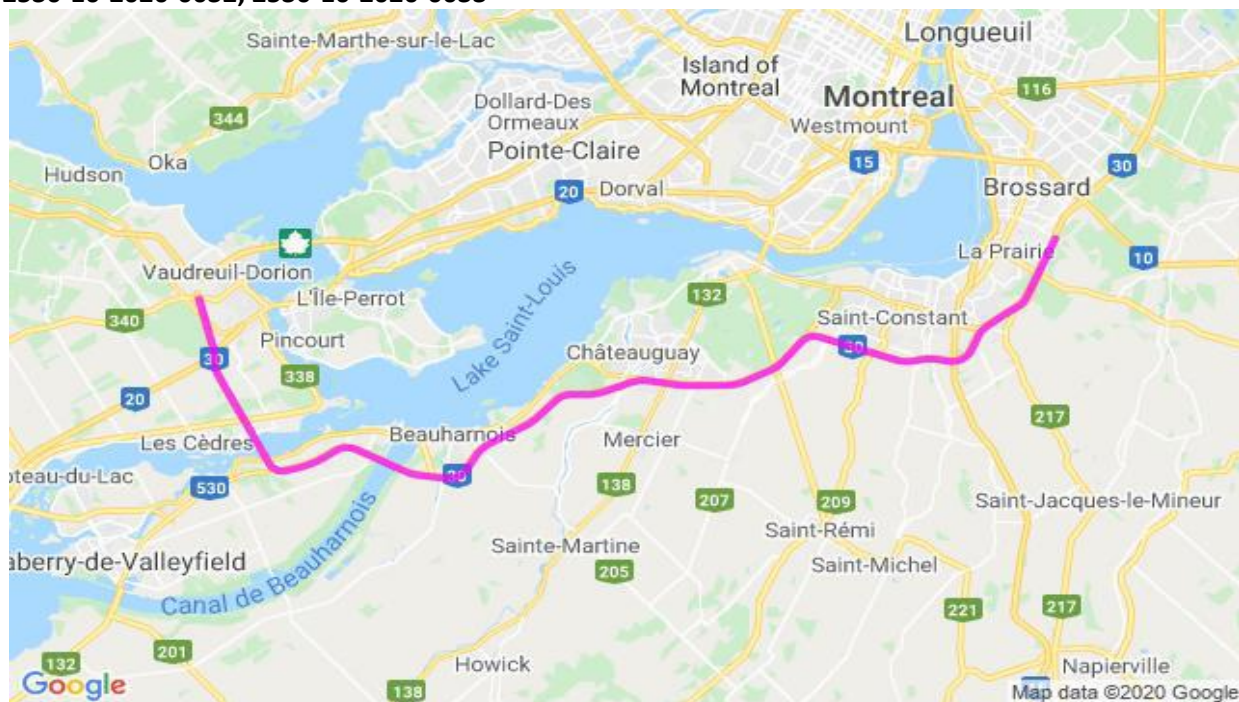 Sainte-Marthe-sur-le-Lac
Longueuil
Island of
Montreal
Montreal
116
Dollard-Des
Ormeaux
Westmount
344
Pointe-Claire
15
30
Oka
Hudson
20
Dorval
Brossard
Vaudreuil-Dorion
La Prairie
10
L'Île-Perrot
132
340
Saint-Constant
Pincourt
30
30
Lake Saint-Louis
Châteauguay
338
20
217
Les Cèdres
Beauharnois
Mercier
oteau-du-Lac
530
30
138
207
209
Saint-Jacques-le-Mineur
Saint-Rémi
Sainte-Martine
aberry-de-Valleyfield
205
Saint-Michel
Canal de Beauharnois
221
217
201
132
Howick
Napierville
Google
138
Map data ©2020 Google